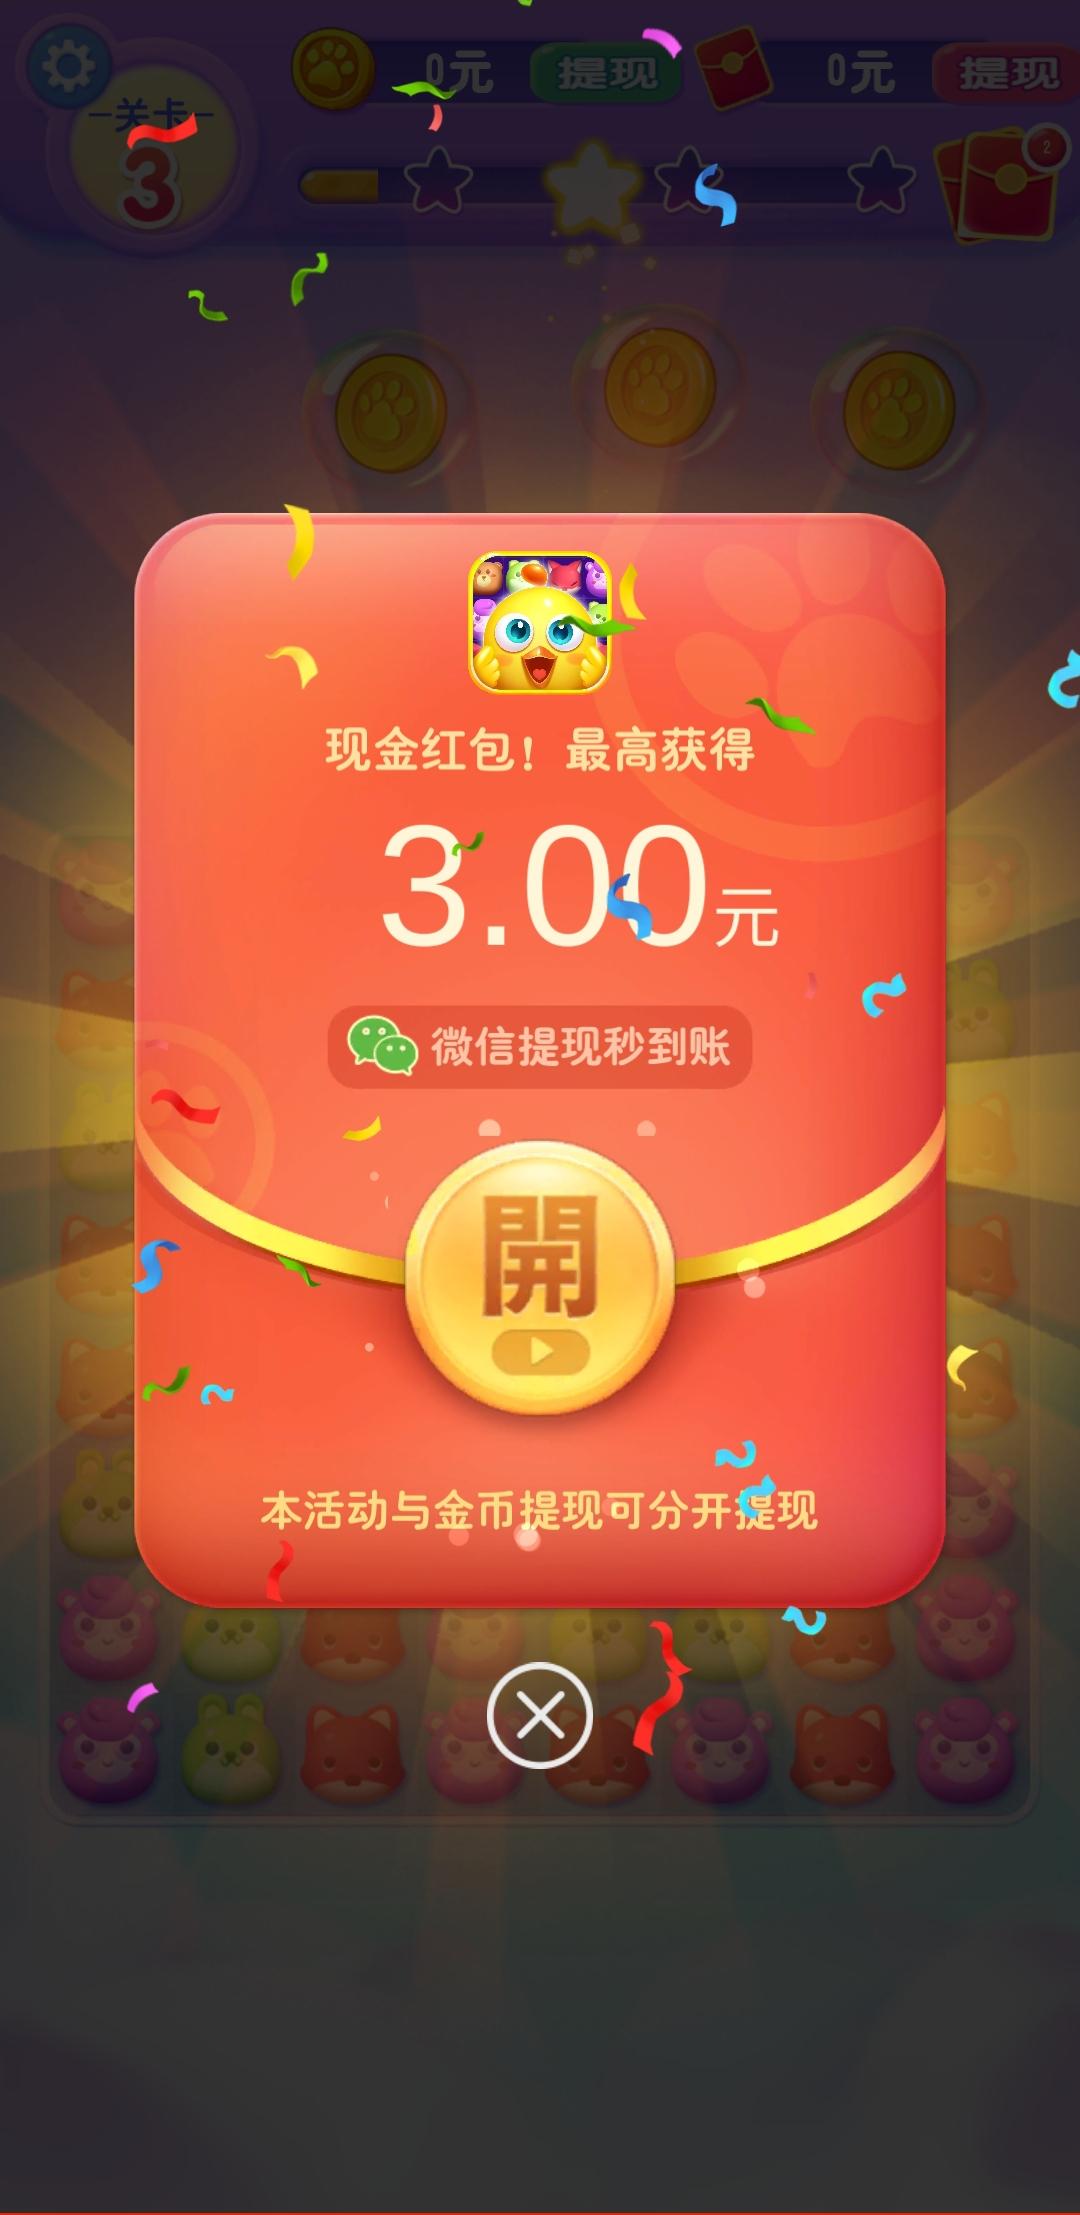 0元 提现 0元 提现
关卡
3
2
现金红包！最高获得
3.00元
微信提现秒到账
開
本活动与金币提现可分开提现